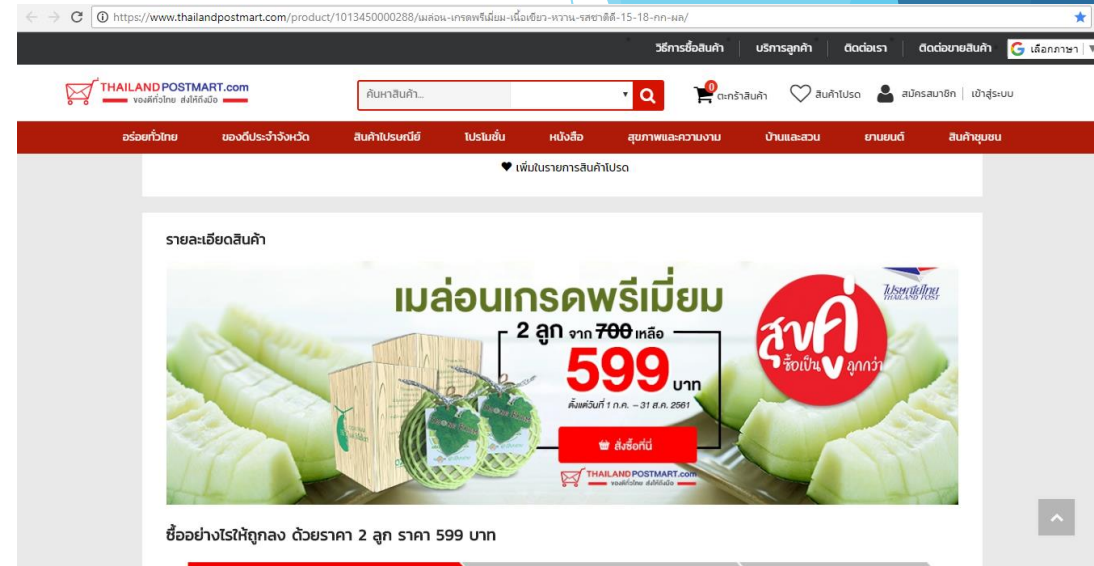 https://www.thailandpostmart.com/product/1013450000288/เมล่อน-เกรดพรีเมี่ยม-เนื้อเขียว-หวาน-รสชาติดี-15-18-กก-ผล/
วิธีการซื้อสินค้า บริการลูกค้า ติดต่อเรา ติดต่อขายสินค้า G เลือกภาษา
THAILAND POSTMART.com
ของดีทั่วไทย ส่งให้ถึงมือ
ค้นหาสินค้า...
0 ตะกร้าสินค้า สินค้าโปรด สมัครสมาชิก | เข้าสู่ระบบ
อร่อยทั่วไทย ของดีประจำจังหวัด สินค้าไปรษณีย์ โปรโมชั่น หนังสือ สุขภาพและความงาม บ้านและสวน ยานยนต์ สินค้าชุมชน
เพิ่มในรายการสินค้าโปรด
รายละเอียดสินค้า
เมล่อนเกรดพรีเมี่ยม
2 ลูก จาก 700 เหลือ
599 บาท
ตั้งแต่วันที่ 1 ก.ค. – 31 ส.ค. 2561
สั่งซื้อที่นี่
THAILAND POSTMART.com
ของดีทั่วไทย ส่งให้ถึงมือ
ไปรษณีย์ไทย
THAILAND POST
สุขคู่
ซื้อเป็น ถูกกว่า
ซื้ออย่างไรให้ถูกลง ด้วยราคา 2 ลูก ราคา 599 บาท